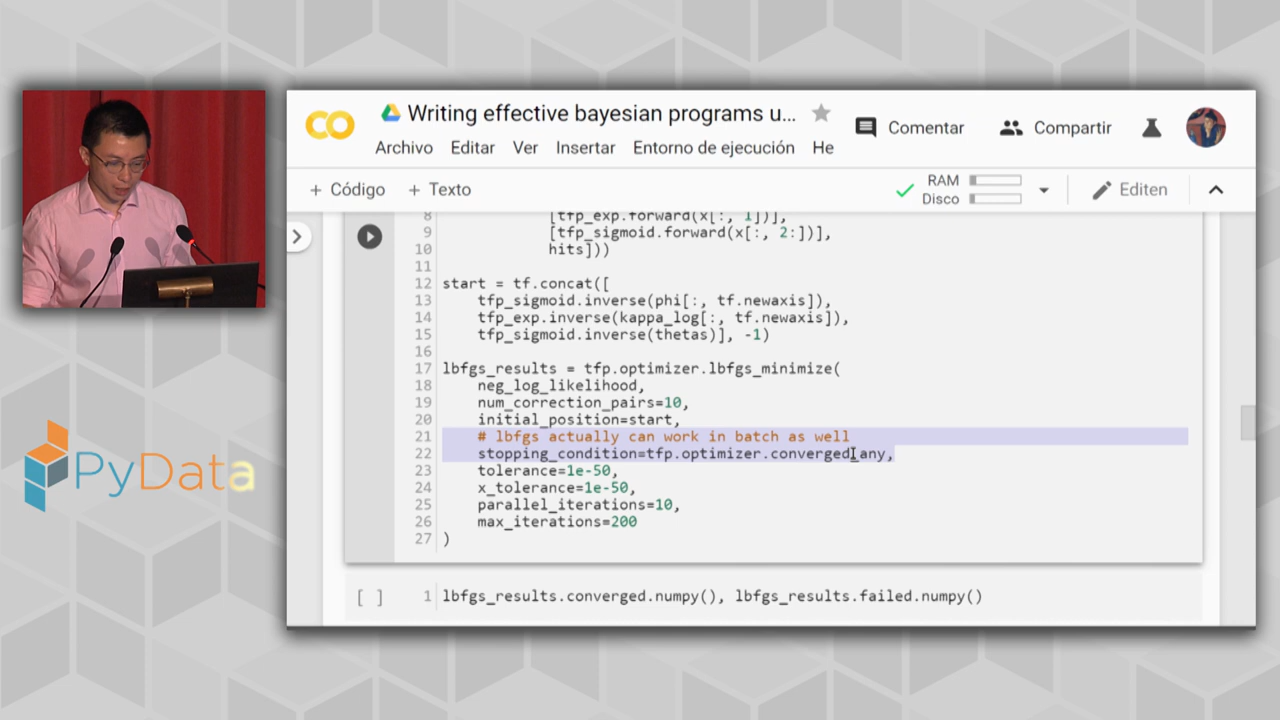 PyData
CO
Writing effective bayesian programs u...
Comentar
Compartir
Archivo Editar Ver Insertar Entorno de ejecución He
+ Código + Texto
RAM
Disco
Editen
8 [tfp_exp.forward(x[:, 1])],
9 [tfp_sigmoid.forward(x[:, 2:])],
10 hits]))
11
12 start = tf.concat([
13 tfp_sigmoid.inverse(phi[:, tf.newaxis]),
14 tfp_exp.inverse(kappa_log[:, tf.newaxis]),
15 tfp_sigmoid.inverse(thetas)], -1)
16
17 lbfgs_results = tfp.optimizer.lbfgs_minimize(
18 neg_log_likelihood,
19 num_correction_pairs=10,
20 initial_position=start,
21 # lbfgs actually can work in batch as well
22 stopping_condition=tfp.optimizer.converged_any,
23 tolerance=1e-50,
24 x_tolerance=1e-50,
25 parallel_iterations=10,
26 max_iterations=200
27 )
[ ] 1 lbfgs_results.converged.numpy(), lbfgs_results.failed.numpy()